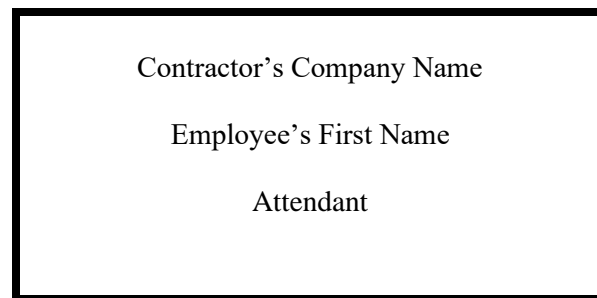 Contractor’s Company Name
Employee’s First Name
Attendant